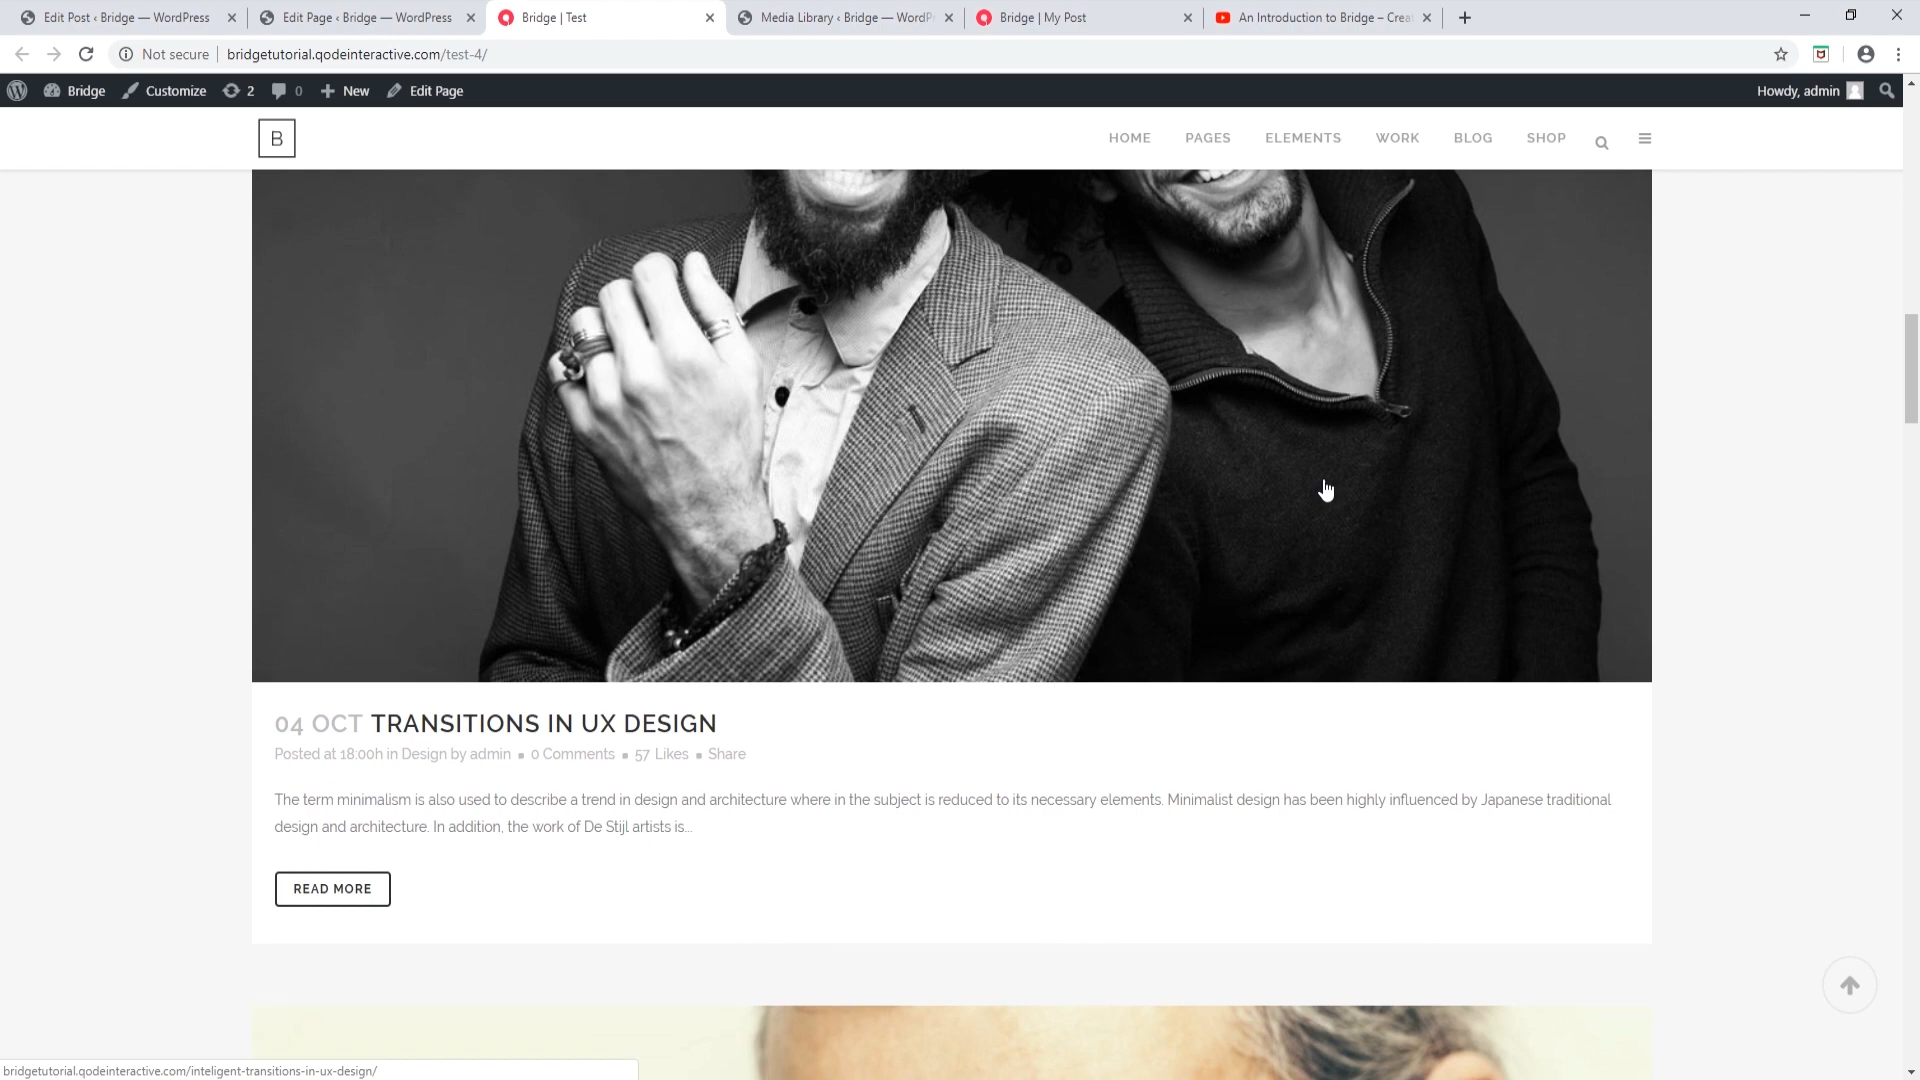 Edit Post ‹ Bridge — WordPress
Edit Page ‹ Bridge — WordPress
Bridge | Test
Media Library ‹ Bridge — WordP
Bridge | My Post
An Introduction to Bridge – Crea
Not secure
bridgetutorial.qodeinteractive.com/test-4/
Bridge
Customize
2
0
New
Edit Page
Howdy, admin
B
HOME
PAGES
ELEMENTS
WORK
BLOG
SHOP
04 OCT TRANSITIONS IN UX DESIGN
Posted at 18:00h in Design by admin
0 Comments
57 Likes
Share
The term minimalism is also used to describe a trend in design and architecture where in the subject is reduced to its necessary elements. Minimalist design has been highly influenced by Japanese traditional
design and architecture. In addition, the work of De Stijl artists is...
READ MORE
bridgetutorial.qodeinteractive.com/inteligent-transitions-in-ux-design/